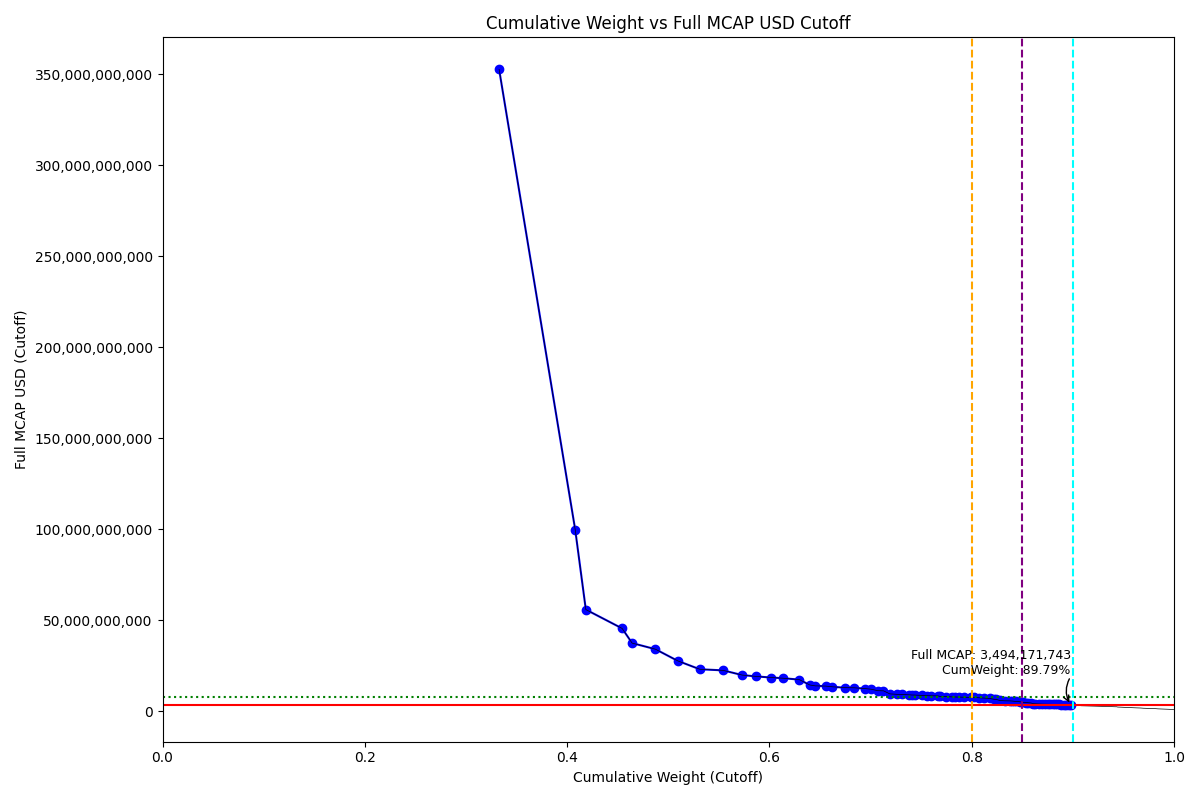 Cumulative Weight vs Full MCAP USD Cutoff
Full MCAP USD (Cutoff)
350,000,000,000
300,000,000,000
250,000,000,000
200,000,000,000
150,000,000,000
100,000,000,000
50,000,000,000
0
Full MCAP: 3,494,171,743
CumWeight: 89.79%
0.0
0.2
0.4
0.6
0.8
1.0
Cumulative Weight (Cutoff)